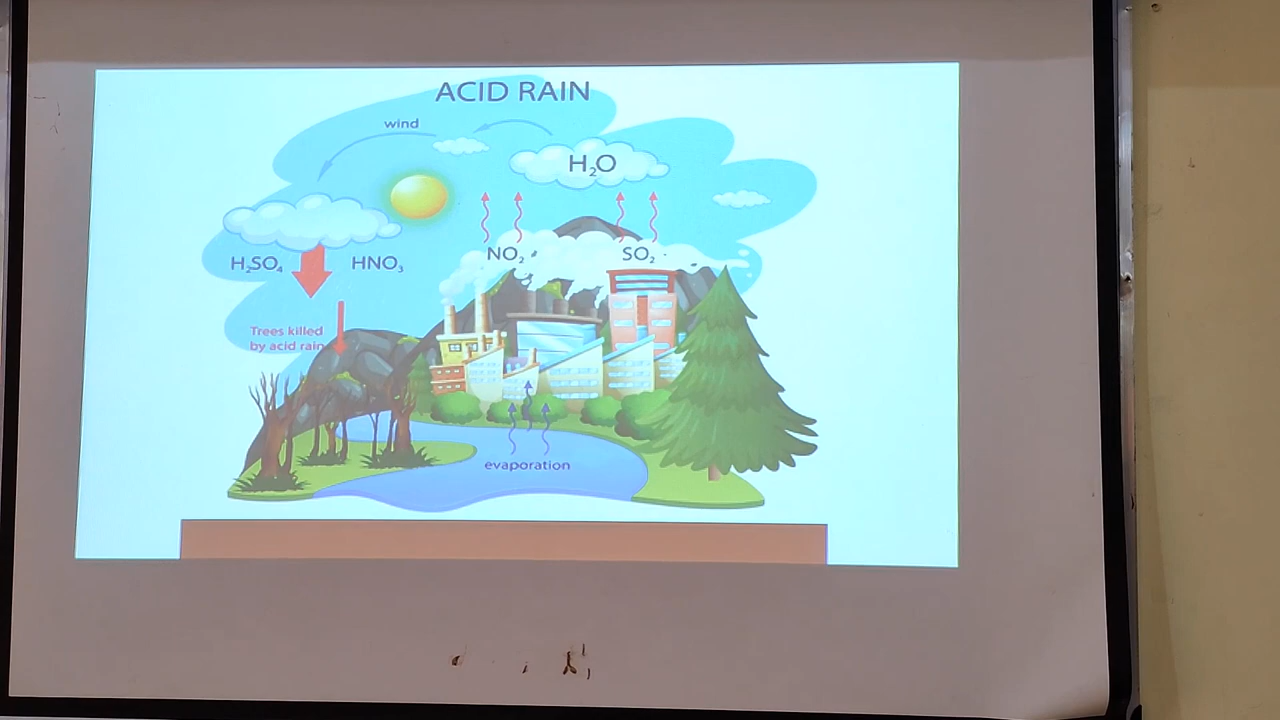 ACID RAIN
wind
H₂O
NO₂
SO₂
H₂SO₄
HNO₃
Trees killed
by acid rain
evaporation